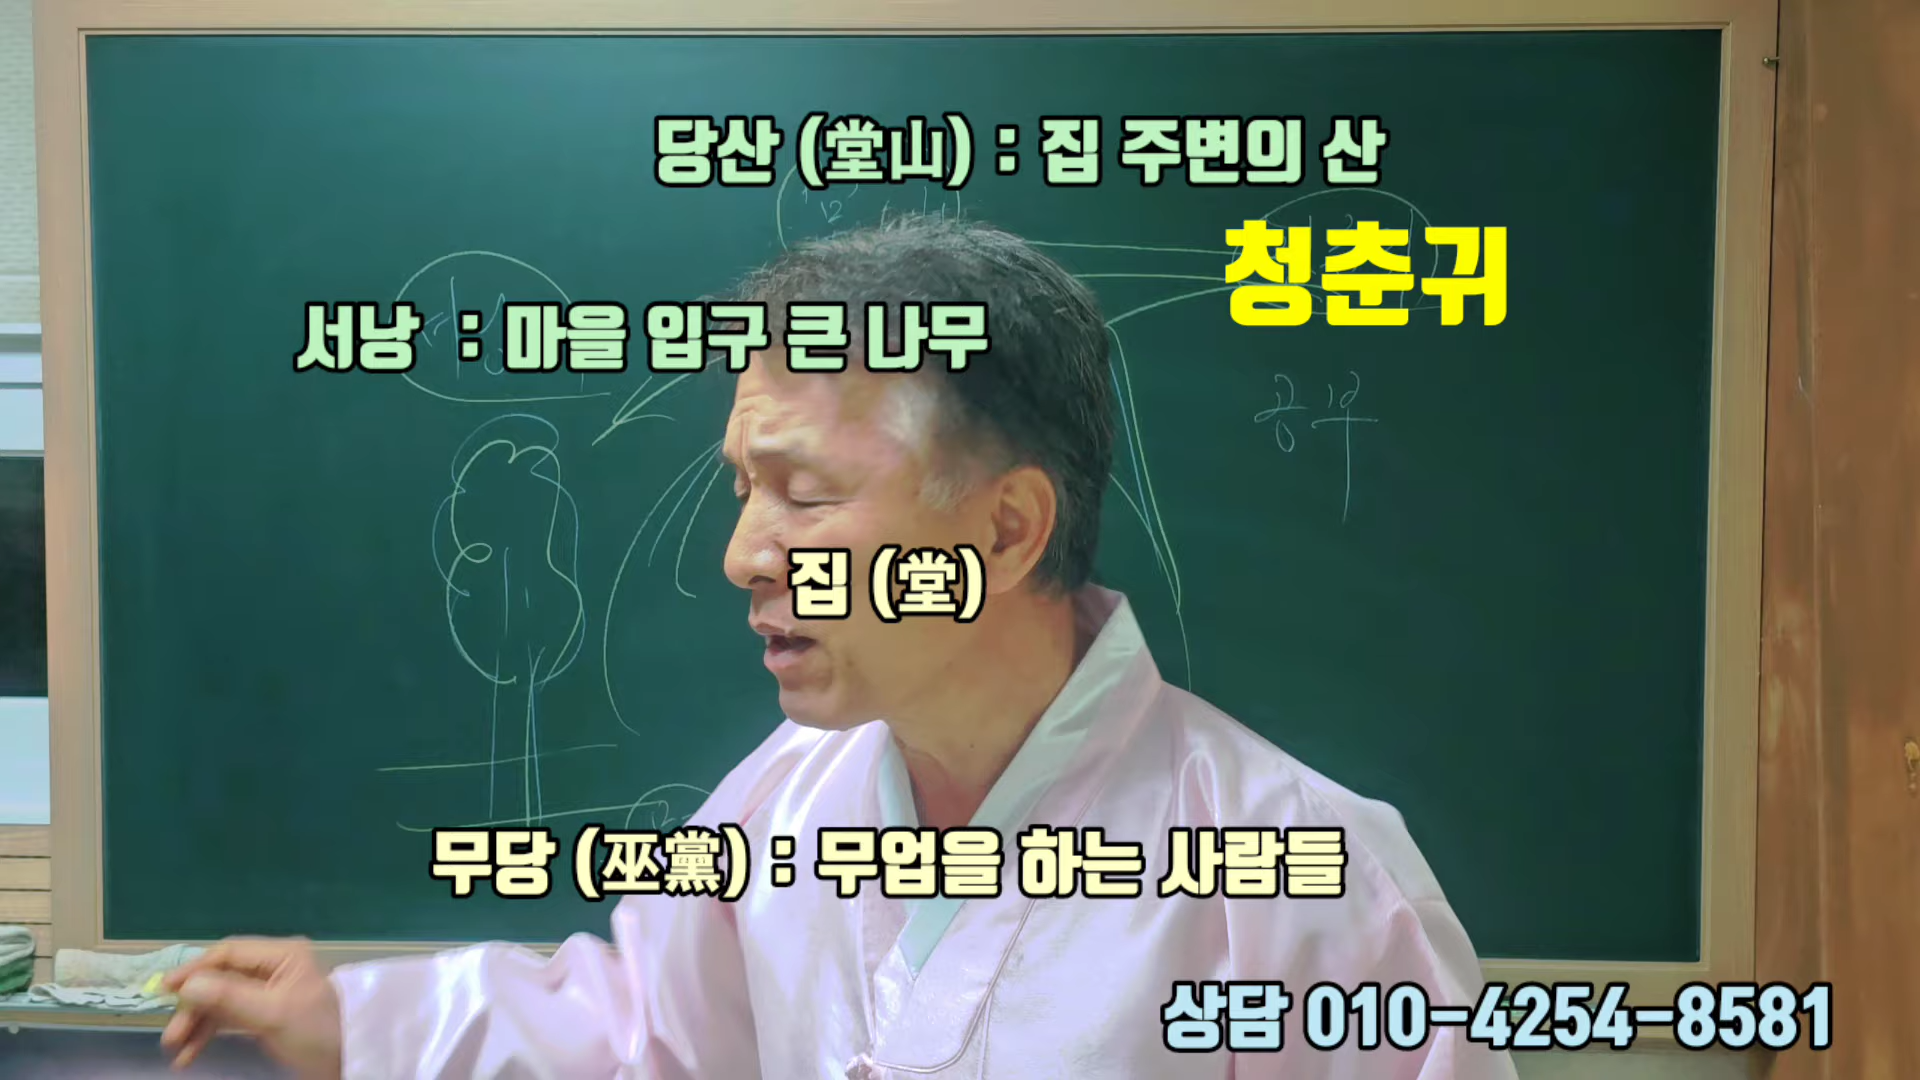 당산 (堂山) : 집 주변의 산
청춘귀
서낭 : 마을 입구 큰 나무
공부
집 (堂)
무당 (巫黨) : 무업을 하는 사람들
상담 010-4254-8581